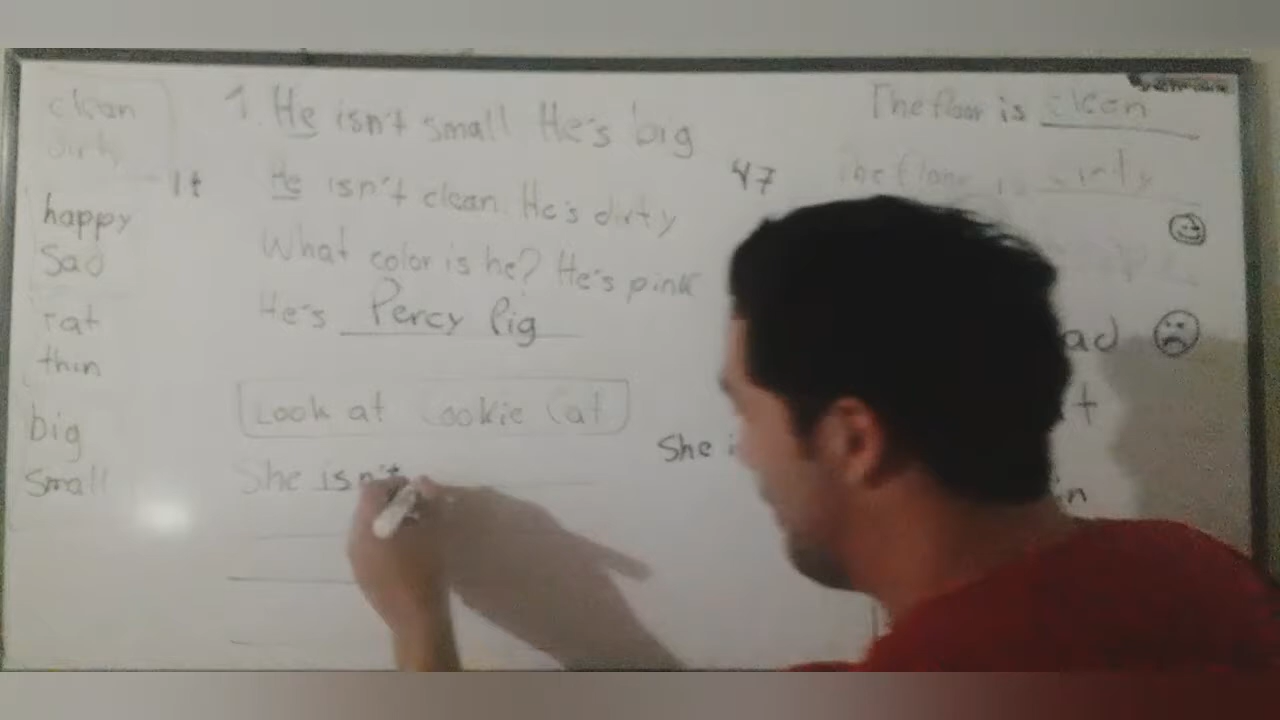 clean
dirty
happy
Sad
thin
big
Small
It
1. He isn't small He's big
He isn't clean. He's dirty
What color is he? He's pink
He's Percy Pig
Look at Cookie Cat
She isn't
47
The floor is clean
The floor is dirty
ad
t
She i
in